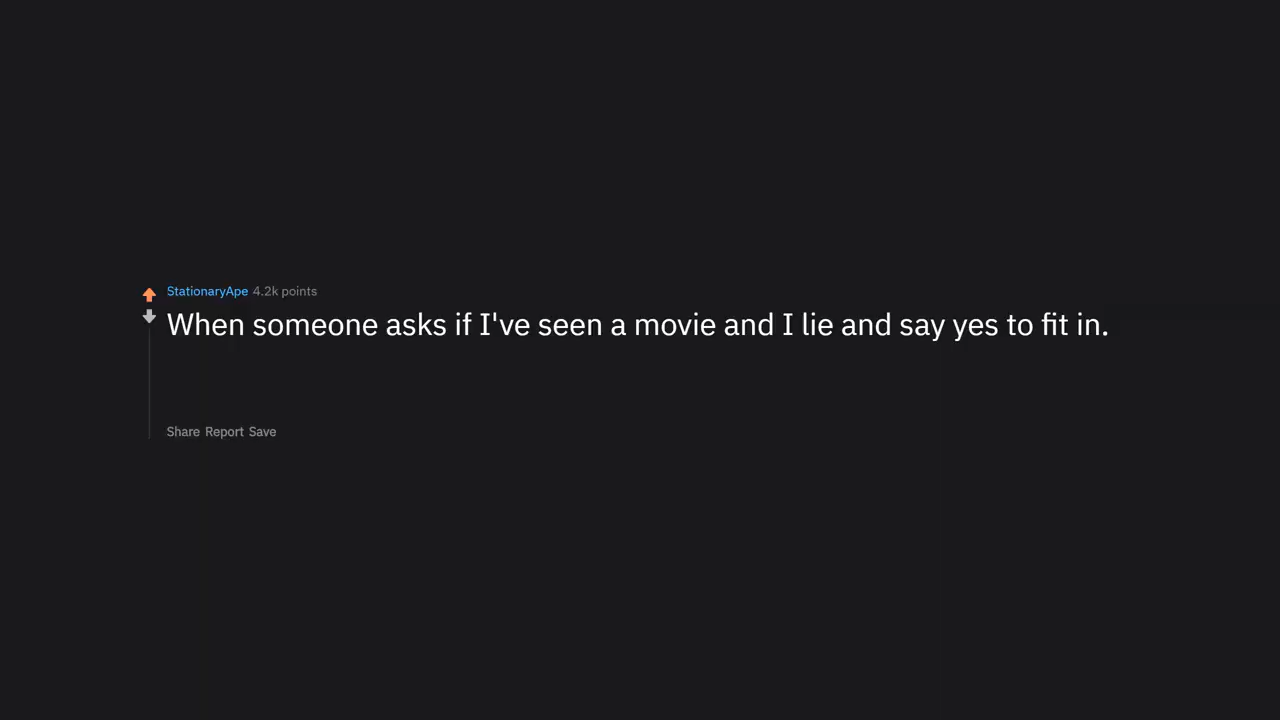 StationaryApe 4.2k points
When someone asks if I've seen a movie and I lie and say yes to fit in.
Share Report Save